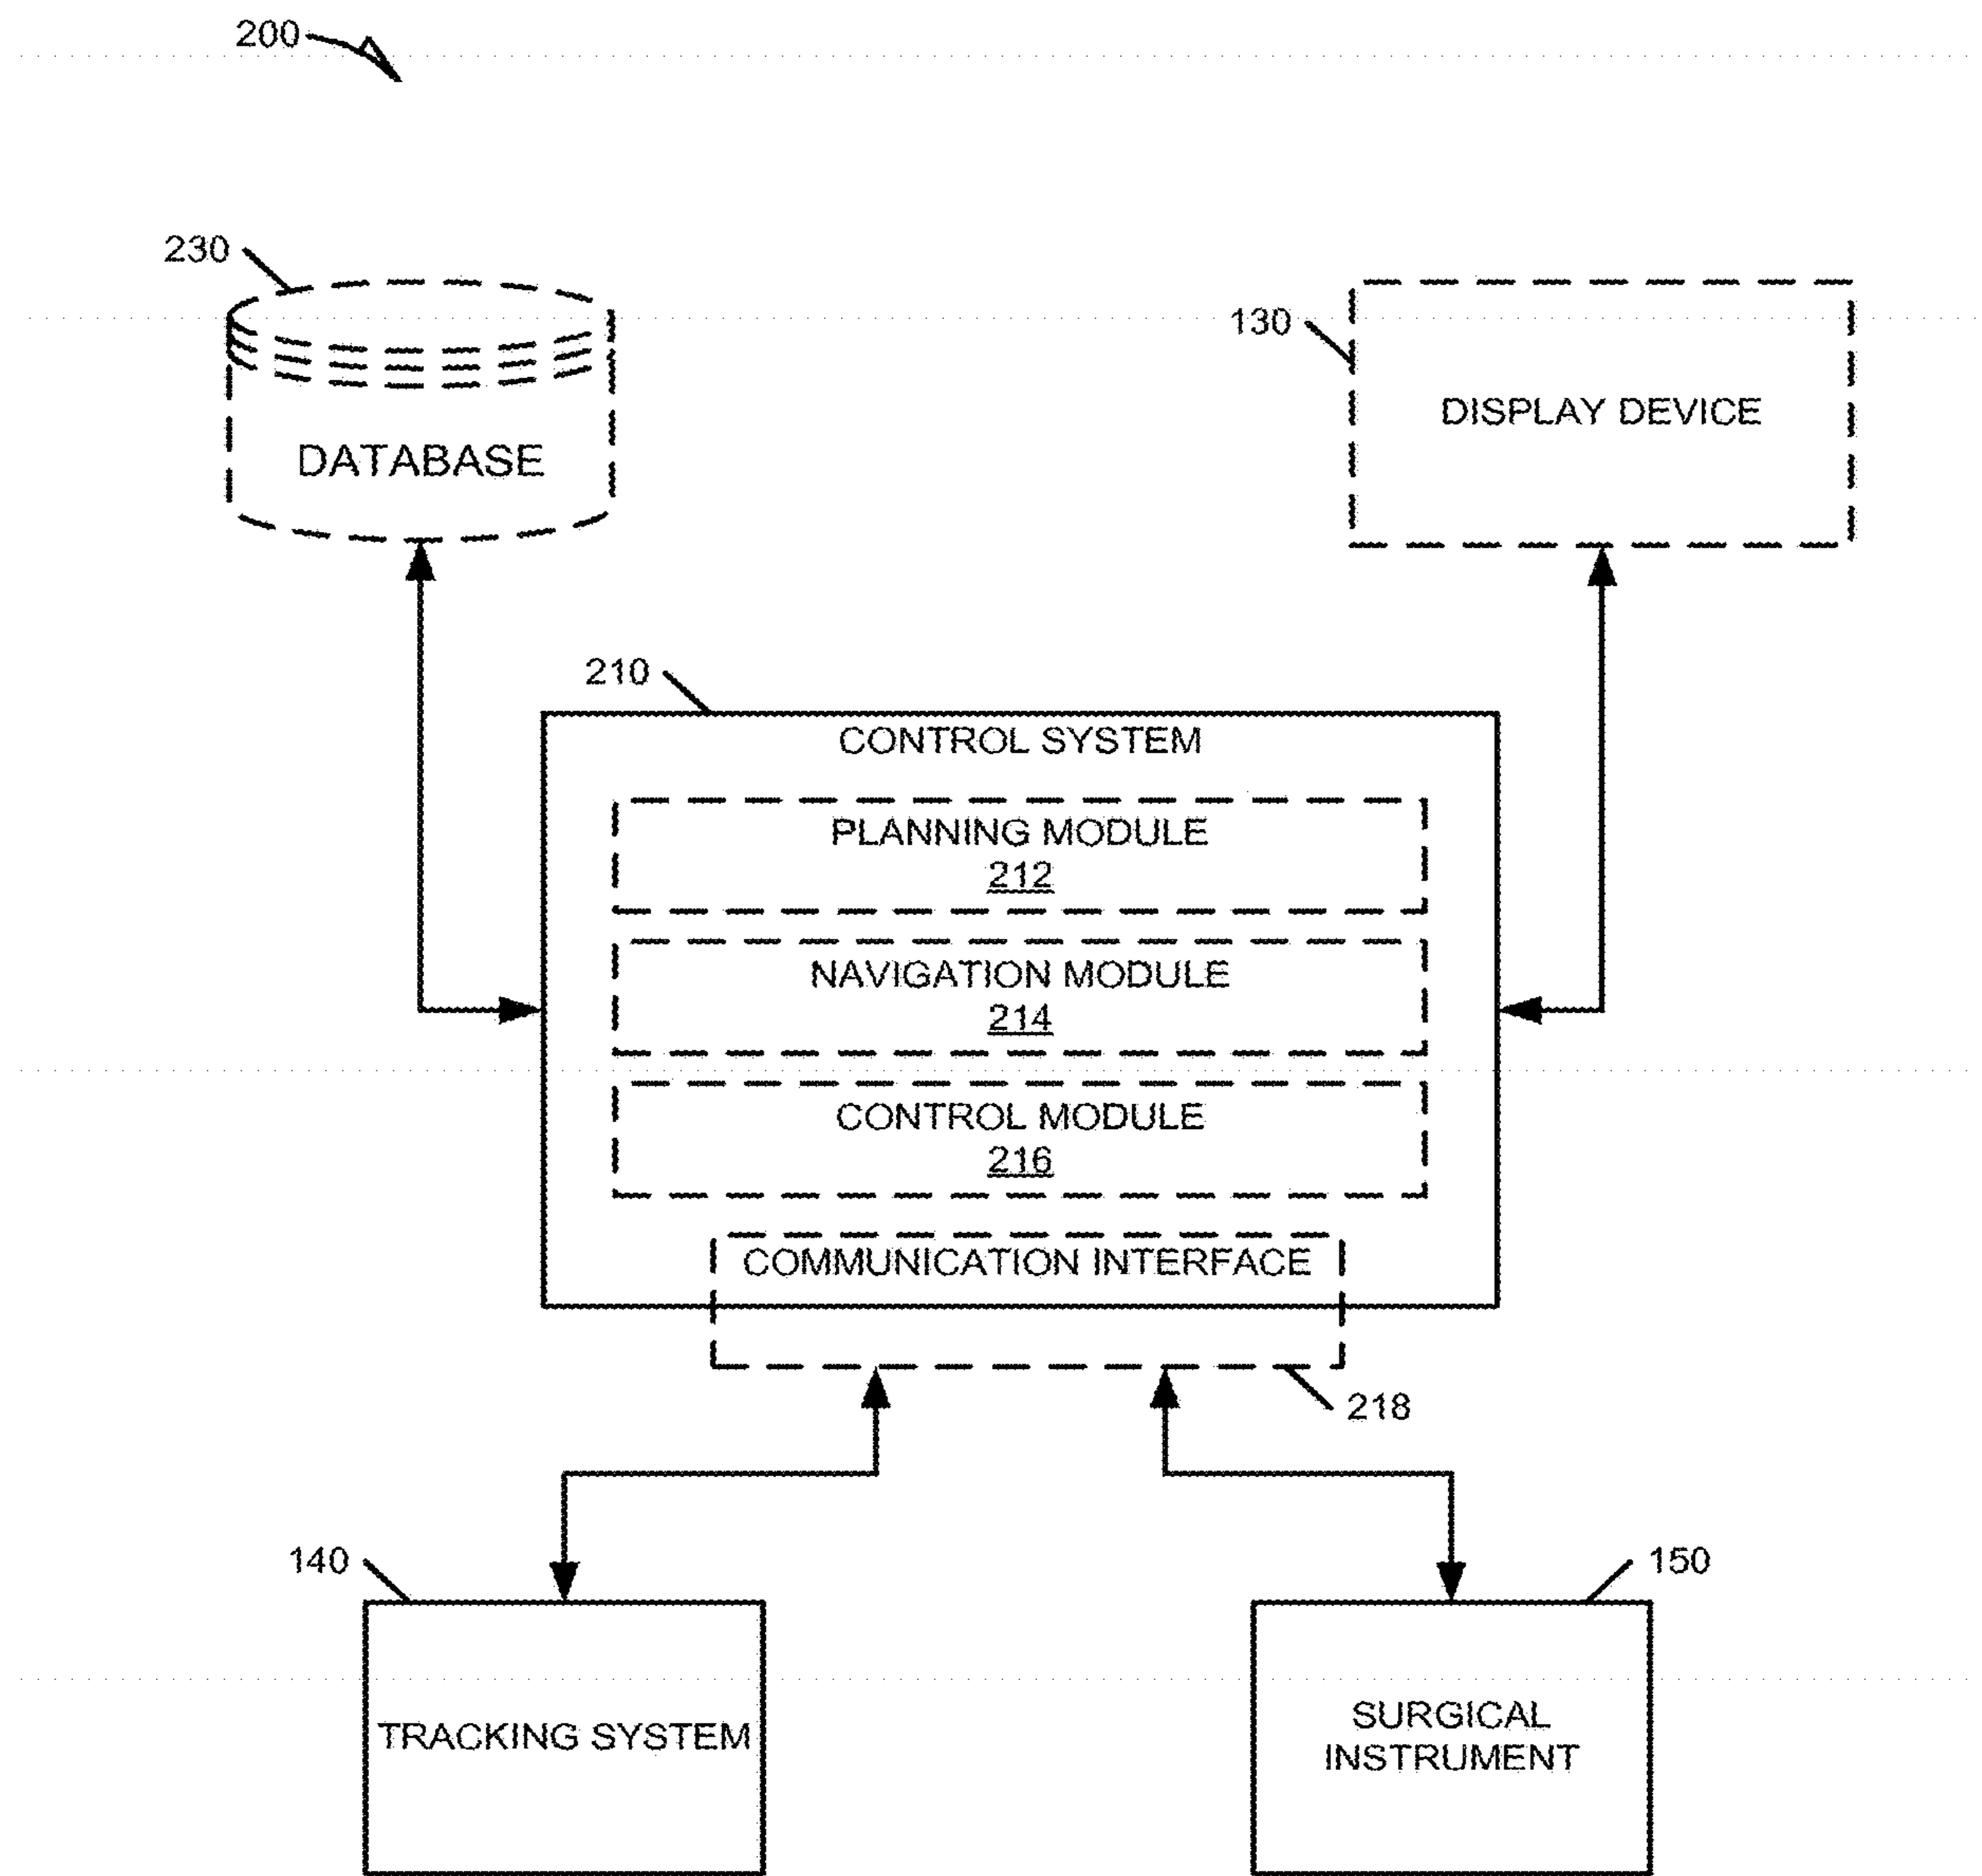 200
230
130
DISPLAY DEVICE
DATABASE
210
CONTROL SYSTEM
PLANNING MODULE
212
NAVIGATION MODULE
214
CONTROL MODULE
216
COMMUNICATION INTERFACE
218
140
150
TRACKING SYSTEM
SURGICAL
INSTRUMENT